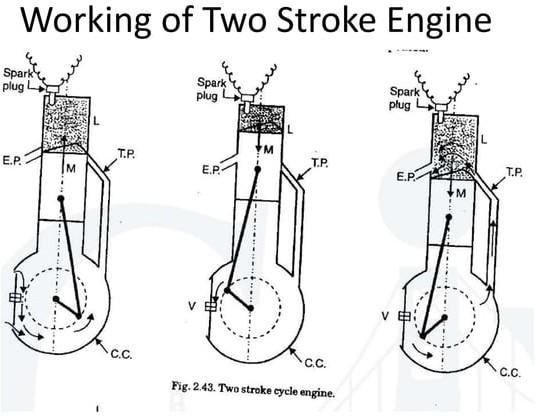 Working of Two Stroke Engine
Spark
plug
L
E.P.
T.P.
M
C.C.
Spark
plug
L
M
E.P.
T.P.
V
C.C.
Spark
plug
L
E.P.
T.P.
M
V
C.C.
Fig. 2.43. Two stroke cycle engine.